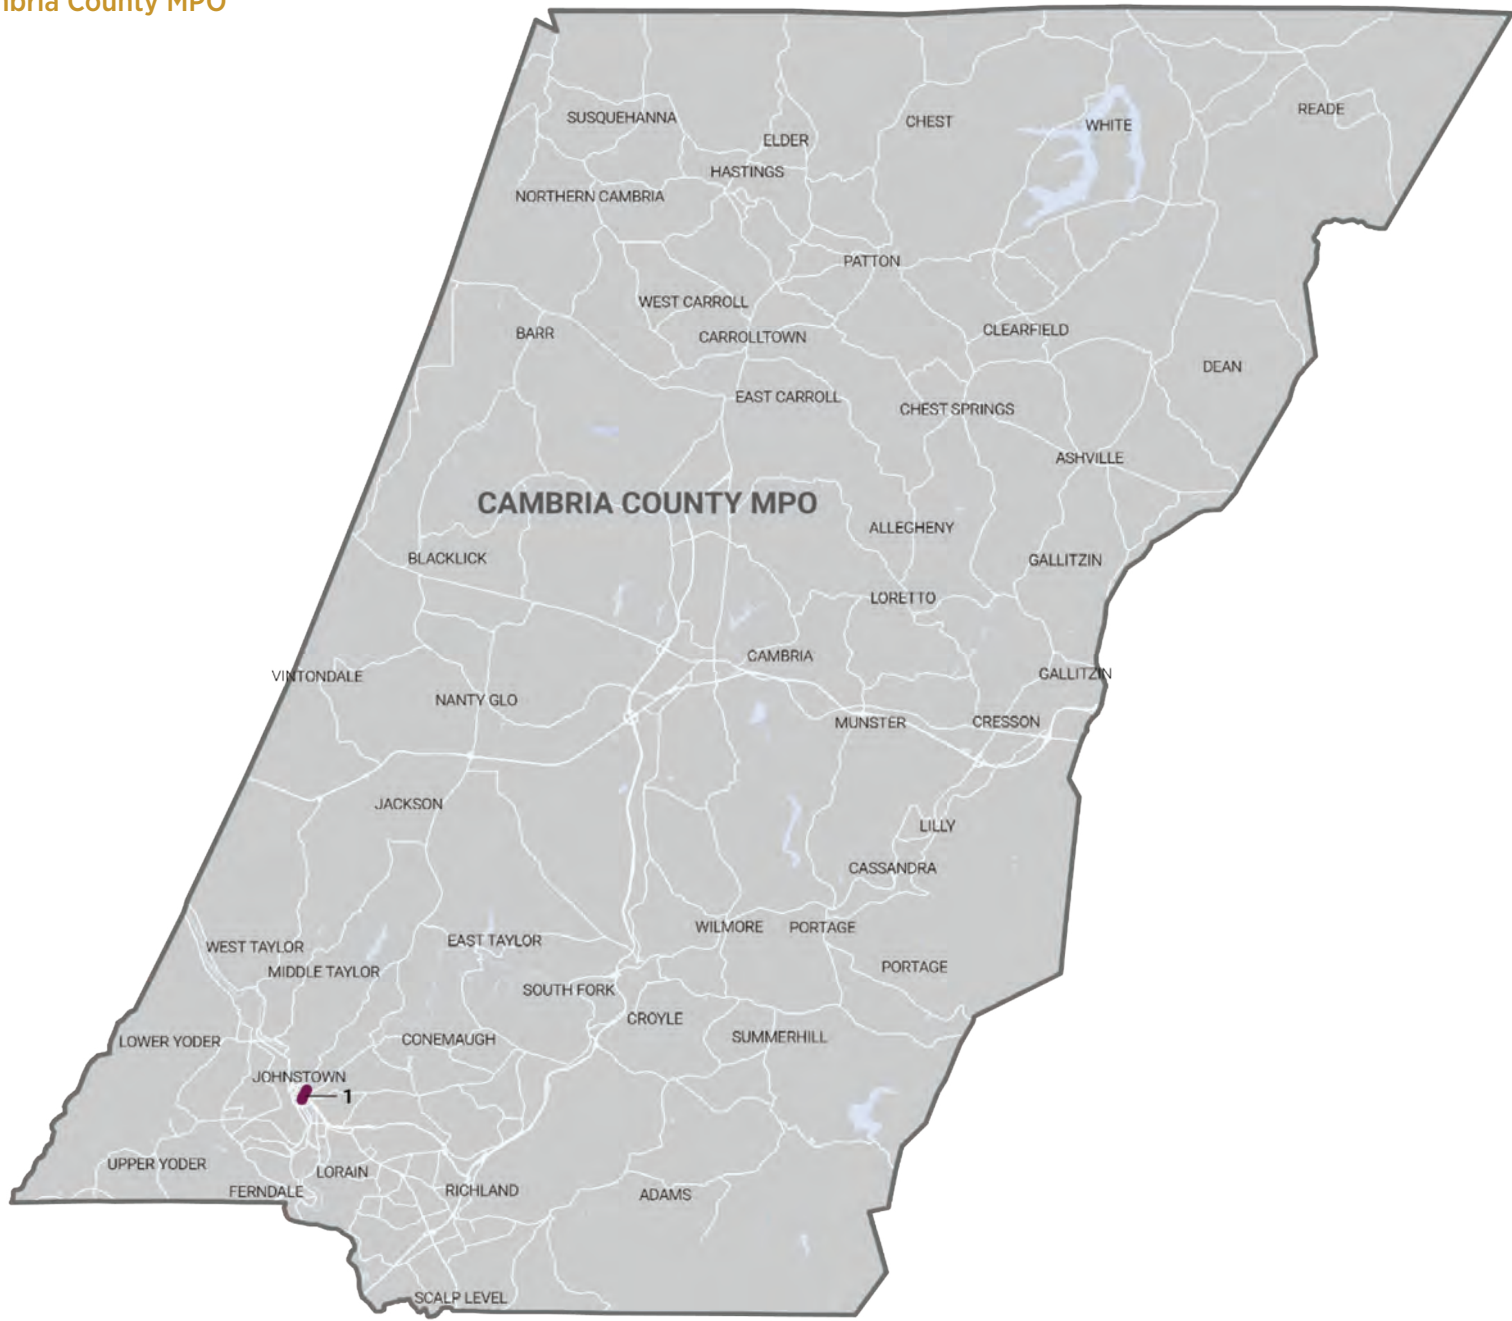 bria County MPO
SUSQUEHANNA
CHEST
WHITE
READE
ELDER
HASTINGS
NORTHERN CAMBRIA
PATTON
WEST CARROLL
BARR
CARROLLTOWN
CLEARFIELD
DEAN
EAST CARROLL
CHEST SPRINGS
ASHVILLE
CAMBRIA COUNTY MPO
ALLEGHENY
BLACKLICK
GALLITZIN
LORETTO
CAMBRIA
VINTONDALE
GALLITZIN
NANTY GLO
MUNSTER
CRESSON
JACKSON
LILLY
CASSANDRA
WILMORE
PORTAGE
WEST TAYLOR
EAST TAYLOR
MIDDLE TAYLOR
PORTAGE
SOUTH FORK
CROYLE
SUMMERHILL
LOWER YODER
CONEMAUGH
JOHNSTOWN
1
UPPER YODER
LORAIN
FERNDALE
RICHLAND
ADAMS
SCALP LEVEL